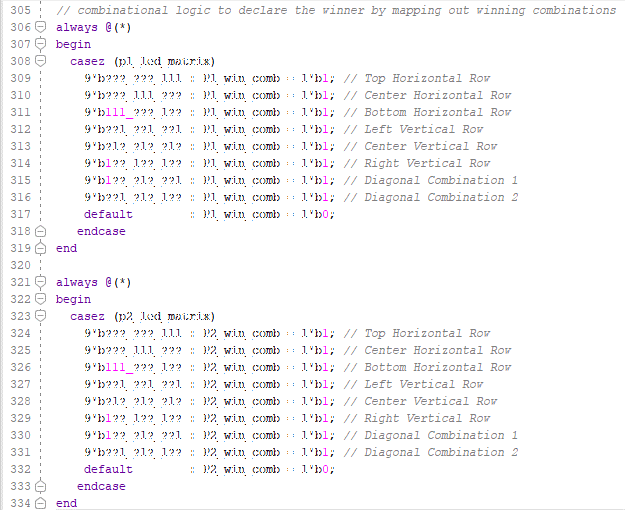 305 // combinational logic to declare the winner by mapping out winning combinations
306 always @(*)
307 begin
308 casez (p1_led_matrix)
309 9'b???_???_111 : P1_win_comb = 1'b1; // Top Horizontal Row
310 9'b???_111_??? : P1_win_comb = 1'b1; // Center Horizontal Row
311 9'b111_???_??? : P1_win_comb = 1'b1; // Bottom Horizontal Row
312 9'b??1_??1_??1 : P1_win_comb = 1'b1; // Left Vertical Row
313 9'b?1?_?1?_?1? : P1_win_comb = 1'b1; // Center Vertical Row
314 9'b1??_1??_1?? : P1_win_comb = 1'b1; // Right Vertical Row
315 9'b1??_?1?_??1 : P1_win_comb = 1'b1; // Diagonal Combination 1
316 9'b??1_?1?_1?? : P1_win_comb = 1'b1; // Diagonal Combination 2
317 default : P1_win_comb = 1'b0;
318 endcase
319 end
320
321 always @(*)
322 begin
323 casez (p2_led_matrix)
324 9'b???_???_111 : P2_win_comb = 1'b1; // Top Horizontal Row
325 9'b???_111_??? : P2_win_comb = 1'b1; // Center Horizontal Row
326 9'b111_???_??? : P2_win_comb = 1'b1; // Bottom Horizontal Row
327 9'b??1_??1_??1 : P2_win_comb = 1'b1; // Left Vertical Row
328 9'b?1?_?1?_?1? : P2_win_comb = 1'b1; // Center Vertical Row
329 9'b1??_1??_1?? : P2_win_comb = 1'b1; // Right Vertical Row
330 9'b1??_?1?_??1 : P2_win_comb = 1'b1; // Diagonal Combination 1
331 9'b??1_?1?_1?? : P2_win_comb = 1'b1; // Diagonal Combination 2
332 default : P2_win_comb = 1'b0;
333 endcase
334 end